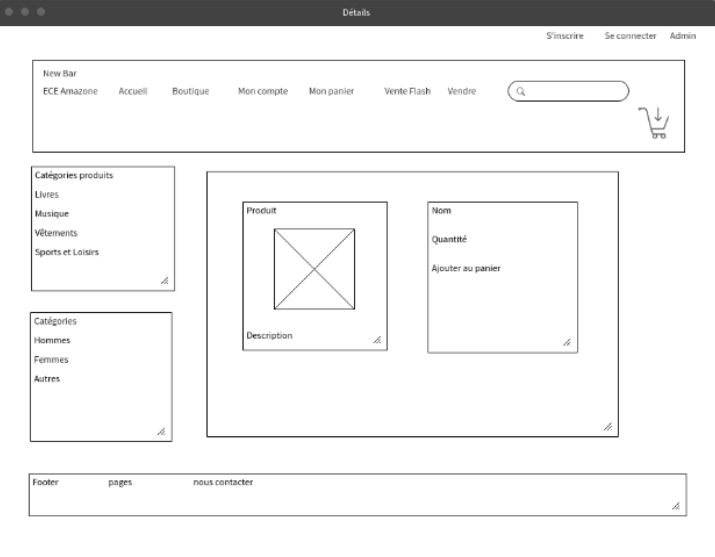 Détails
S'inscrire Se connecter Admin
New Bar
ECE Amazone Accueil Boutique Mon compte Mon panier Vente Flash Vendre
Catégories produits
Livres
Musique
Vêtements
Sports et Loisirs
Produit
Description
Nom
Quantité
Ajouter au panier
Catégories
Hommes
Femmes
Autres
Footer pages nous contacter